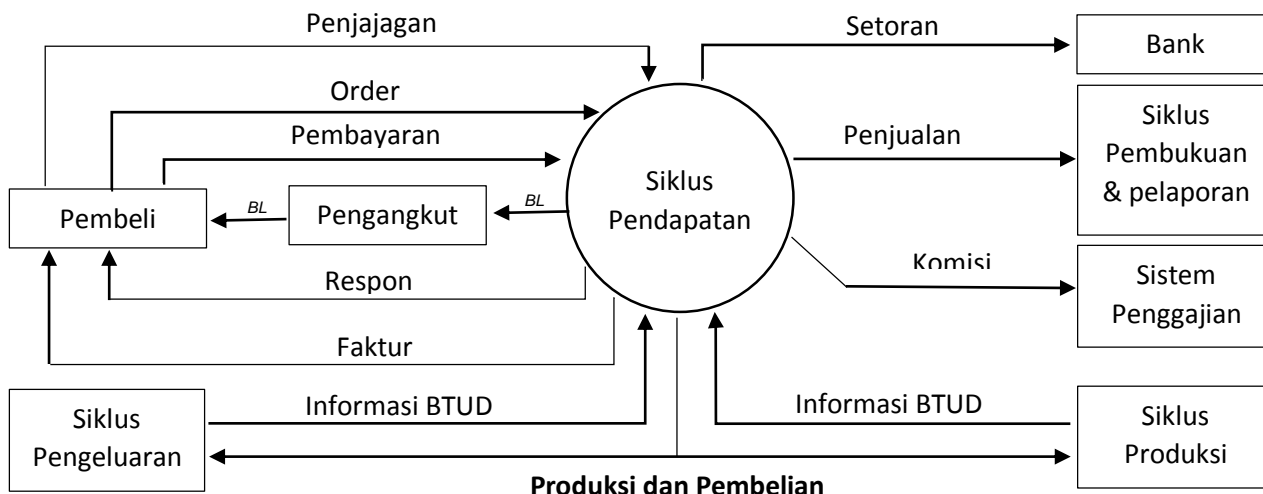 Penjajagan
Setoran
Bank
Order
Pembayaran
Penjualan
Siklus
Pembukuan
& pelaporan
Pembeli
BL
Pengangkut
BL
Siklus
Pendapatan
Respon
Komisi
Sistem
Penggajian
Faktur
Siklus
Pengeluaran
Informasi BTUD
Informasi BTUD
Siklus
Produksi
Produksi dan Pembelian